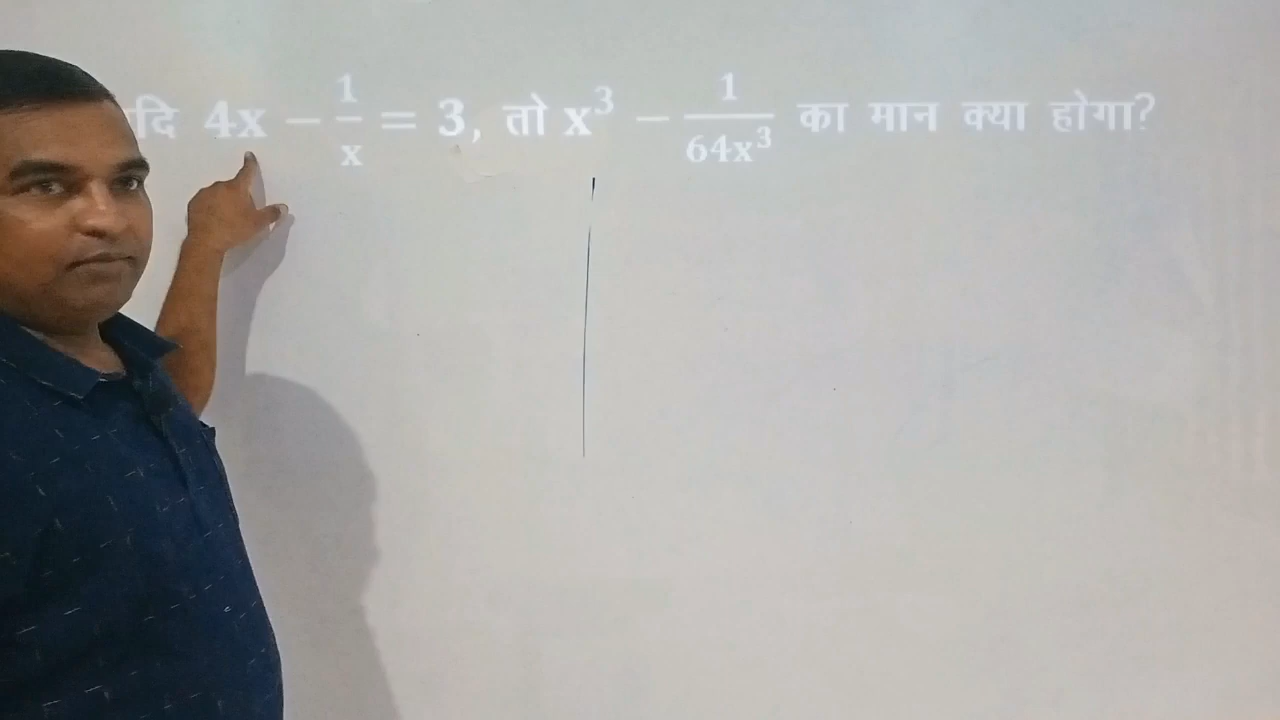 दि 4x − 1/x = 3, तो x³ − 1/64x³ का मान क्या होगा?